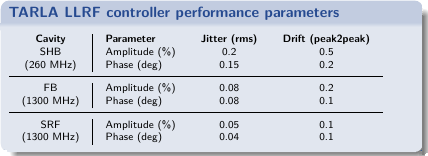 TARLA LLRF controller performance parameters
Cavity Parameter Jitter (rms) Drift (peak2peak)
SHB Amplitude (%) 0.2 0.5
(260 MHz) Phase (deg) 0.15 0.2
FB Amplitude (%) 0.08 0.2
(1300 MHz) Phase (deg) 0.08 0.1
SRF Amplitude (%) 0.05 0.1
(1300 MHz) Phase (deg) 0.04 0.1